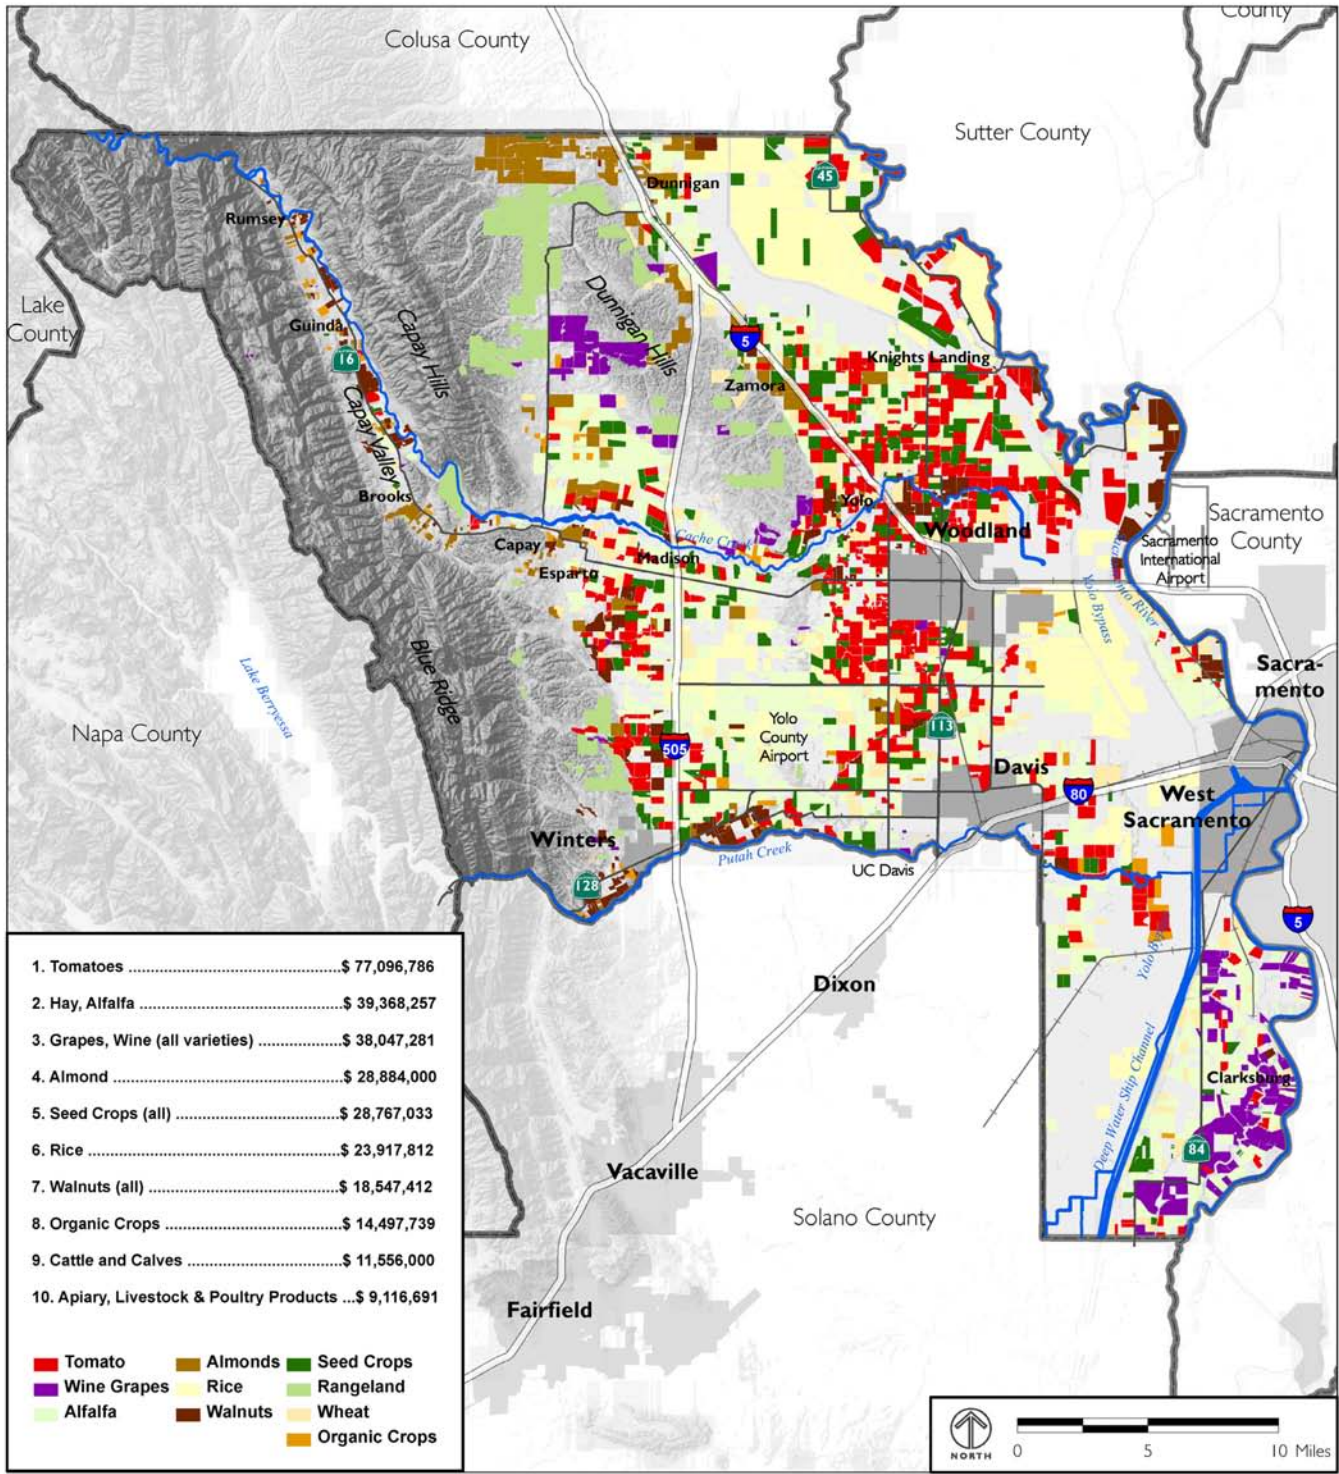 County
Colusa County
Sutter County
45
Dunnigan
Rumsey
Lake
County
Dunnigan Hills
Guinda
Capay Hills
5
16
Knights Landing
Zamora
Capay Valley
Brooks
Yolo
Woodland
Sacramento
County
Cache Creek
Capay
Madison
Sacramento
International
Airport
Esparto
Yolo Bypass
River
Blue Ridge
Lake Berryessa
Sacra-
mento
Napa County
Yolo
County
Airport
113
505
Davis
80
West
Sacramento
Winters
Putah Creek
UC Davis
128
5
Dixon
Yolo
Deep Water Ship Channel
Clarksburg
84
Vacaville
Solano County
Fairfield
1. Tomatoes ..........................................$ 77,096,786
2. Hay, Alfalfa ........................................$ 39,368,257
3. Grapes, Wine (all varieties) ................$ 38,047,281
4. Almond .............................................$ 28,884,000
5. Seed Crops (all) .................................$ 28,767,033
6. Rice .................................................$ 23,917,812
7. Walnuts (all) ......................................$ 18,547,412
8. Organic Crops ...................................$ 14,497,739
9. Cattle and Calves ..............................$ 11,556,000
10. Apiary, Livestock & Poultry Products ...$ 9,116,691
Tomato Almonds Seed Crops
Wine Grapes Rice Rangeland
Alfalfa Walnuts Wheat
Organic Crops
NORTH
0 5 10 Miles